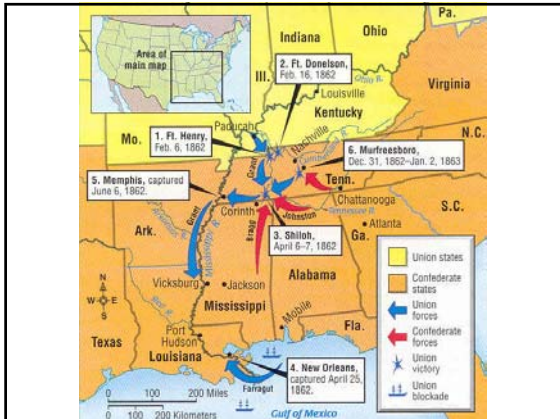 Area of
main map
Indiana
Ohio
Pa.
Ill.
2. Ft. Donelson,
Feb. 16, 1862
Ohio R.
Louisville
Virginia
Kentucky
Mo.
Paducah
1. Ft. Henry,
Feb. 6, 1862
Nashville
Cumberland R.
N.C.
6. Murfreesboro,
Dec. 31, 1862–Jan. 2, 1863
Grant
5. Memphis, captured
June 6, 1862.
Tenn.
Chattanooga
Tennessee R.
Johnston
S.C.
Corinth
Atlanta
Ark.
Arkansas R.
Grant
Mississippi R.
Bragg
Ga.
3. Shiloh,
April 6–7, 1862
N
W
E
S
Vicksburg
Jackson
Alabama
Mississippi
Red R.
Port
Hudson
Mobile
Fla.
Texas
Louisiana
4. New Orleans,
captured April 25,
1862.
Farragut
0
100
200 Miles
0
100
200 Kilometers
Gulf of Mexico
Union states
Confederate
states
Union
forces
Confederate
forces
Union
victory
Union
blockade